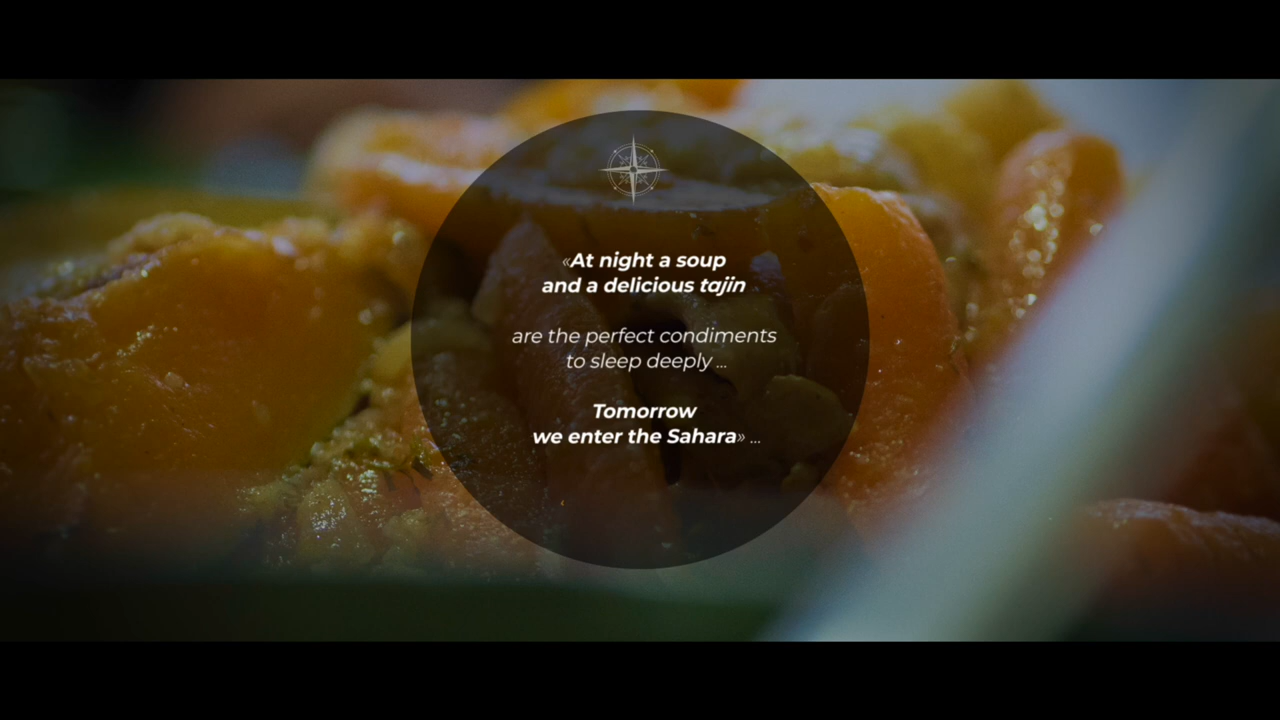 «At night a soup
and a delicious tajin
are the perfect condiments
to sleep deeply ...
Tomorrow
we enter the Sahara» ...